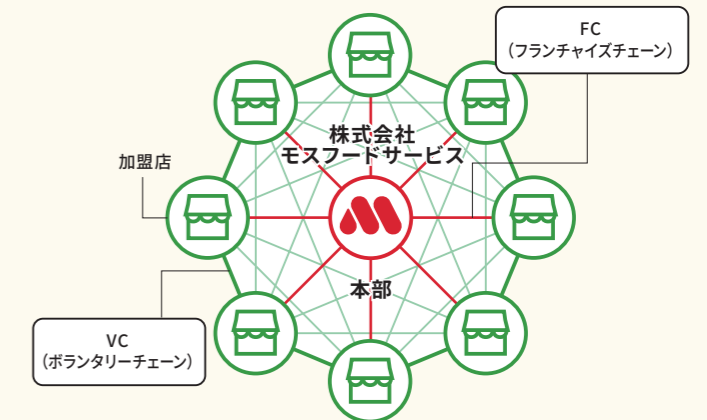 FC
（フランチャイズチェーン）
株式会社
モスフードサービス
加盟店
本部
VC
（ボランタリーチェーン）